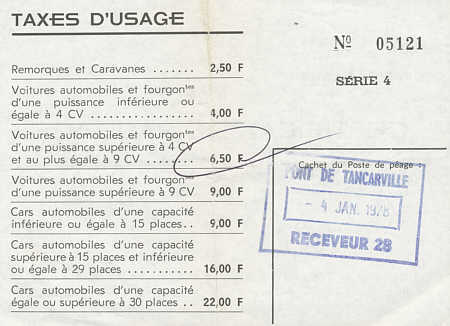 TAXES D'USAGE
Nº 05121
SÉRIE 4
Remorques et Caravanes ....... 2,50 F
Voitures automobiles et fourgontes
d'une puissance inférieure ou
égale à 4 CV .............. 4,00 F
Voitures automobiles et fourgontes
d'une puissance supérieure à 4 CV
et au plus égale à 9 CV ........ 6,50 F
Voitures automobiles et fourgontes
d'une puissance supérieure à 9 CV 9,00 F
Cars automobiles d'une capacité
inférieure ou égale à 15 places.. 9,00 F
Cars automobiles d'une capacité
supérieure à 15 places et inférieure
ou égale à 29 places .......... 16,00 F
Cars automobiles d'une capacité
égale ou supérieure à 30 places .. 22,00 F
Cachet du Poste de péage :
PONT DE TANCARVILLE
- 4 JAN. 1978
RECEVEUR 28